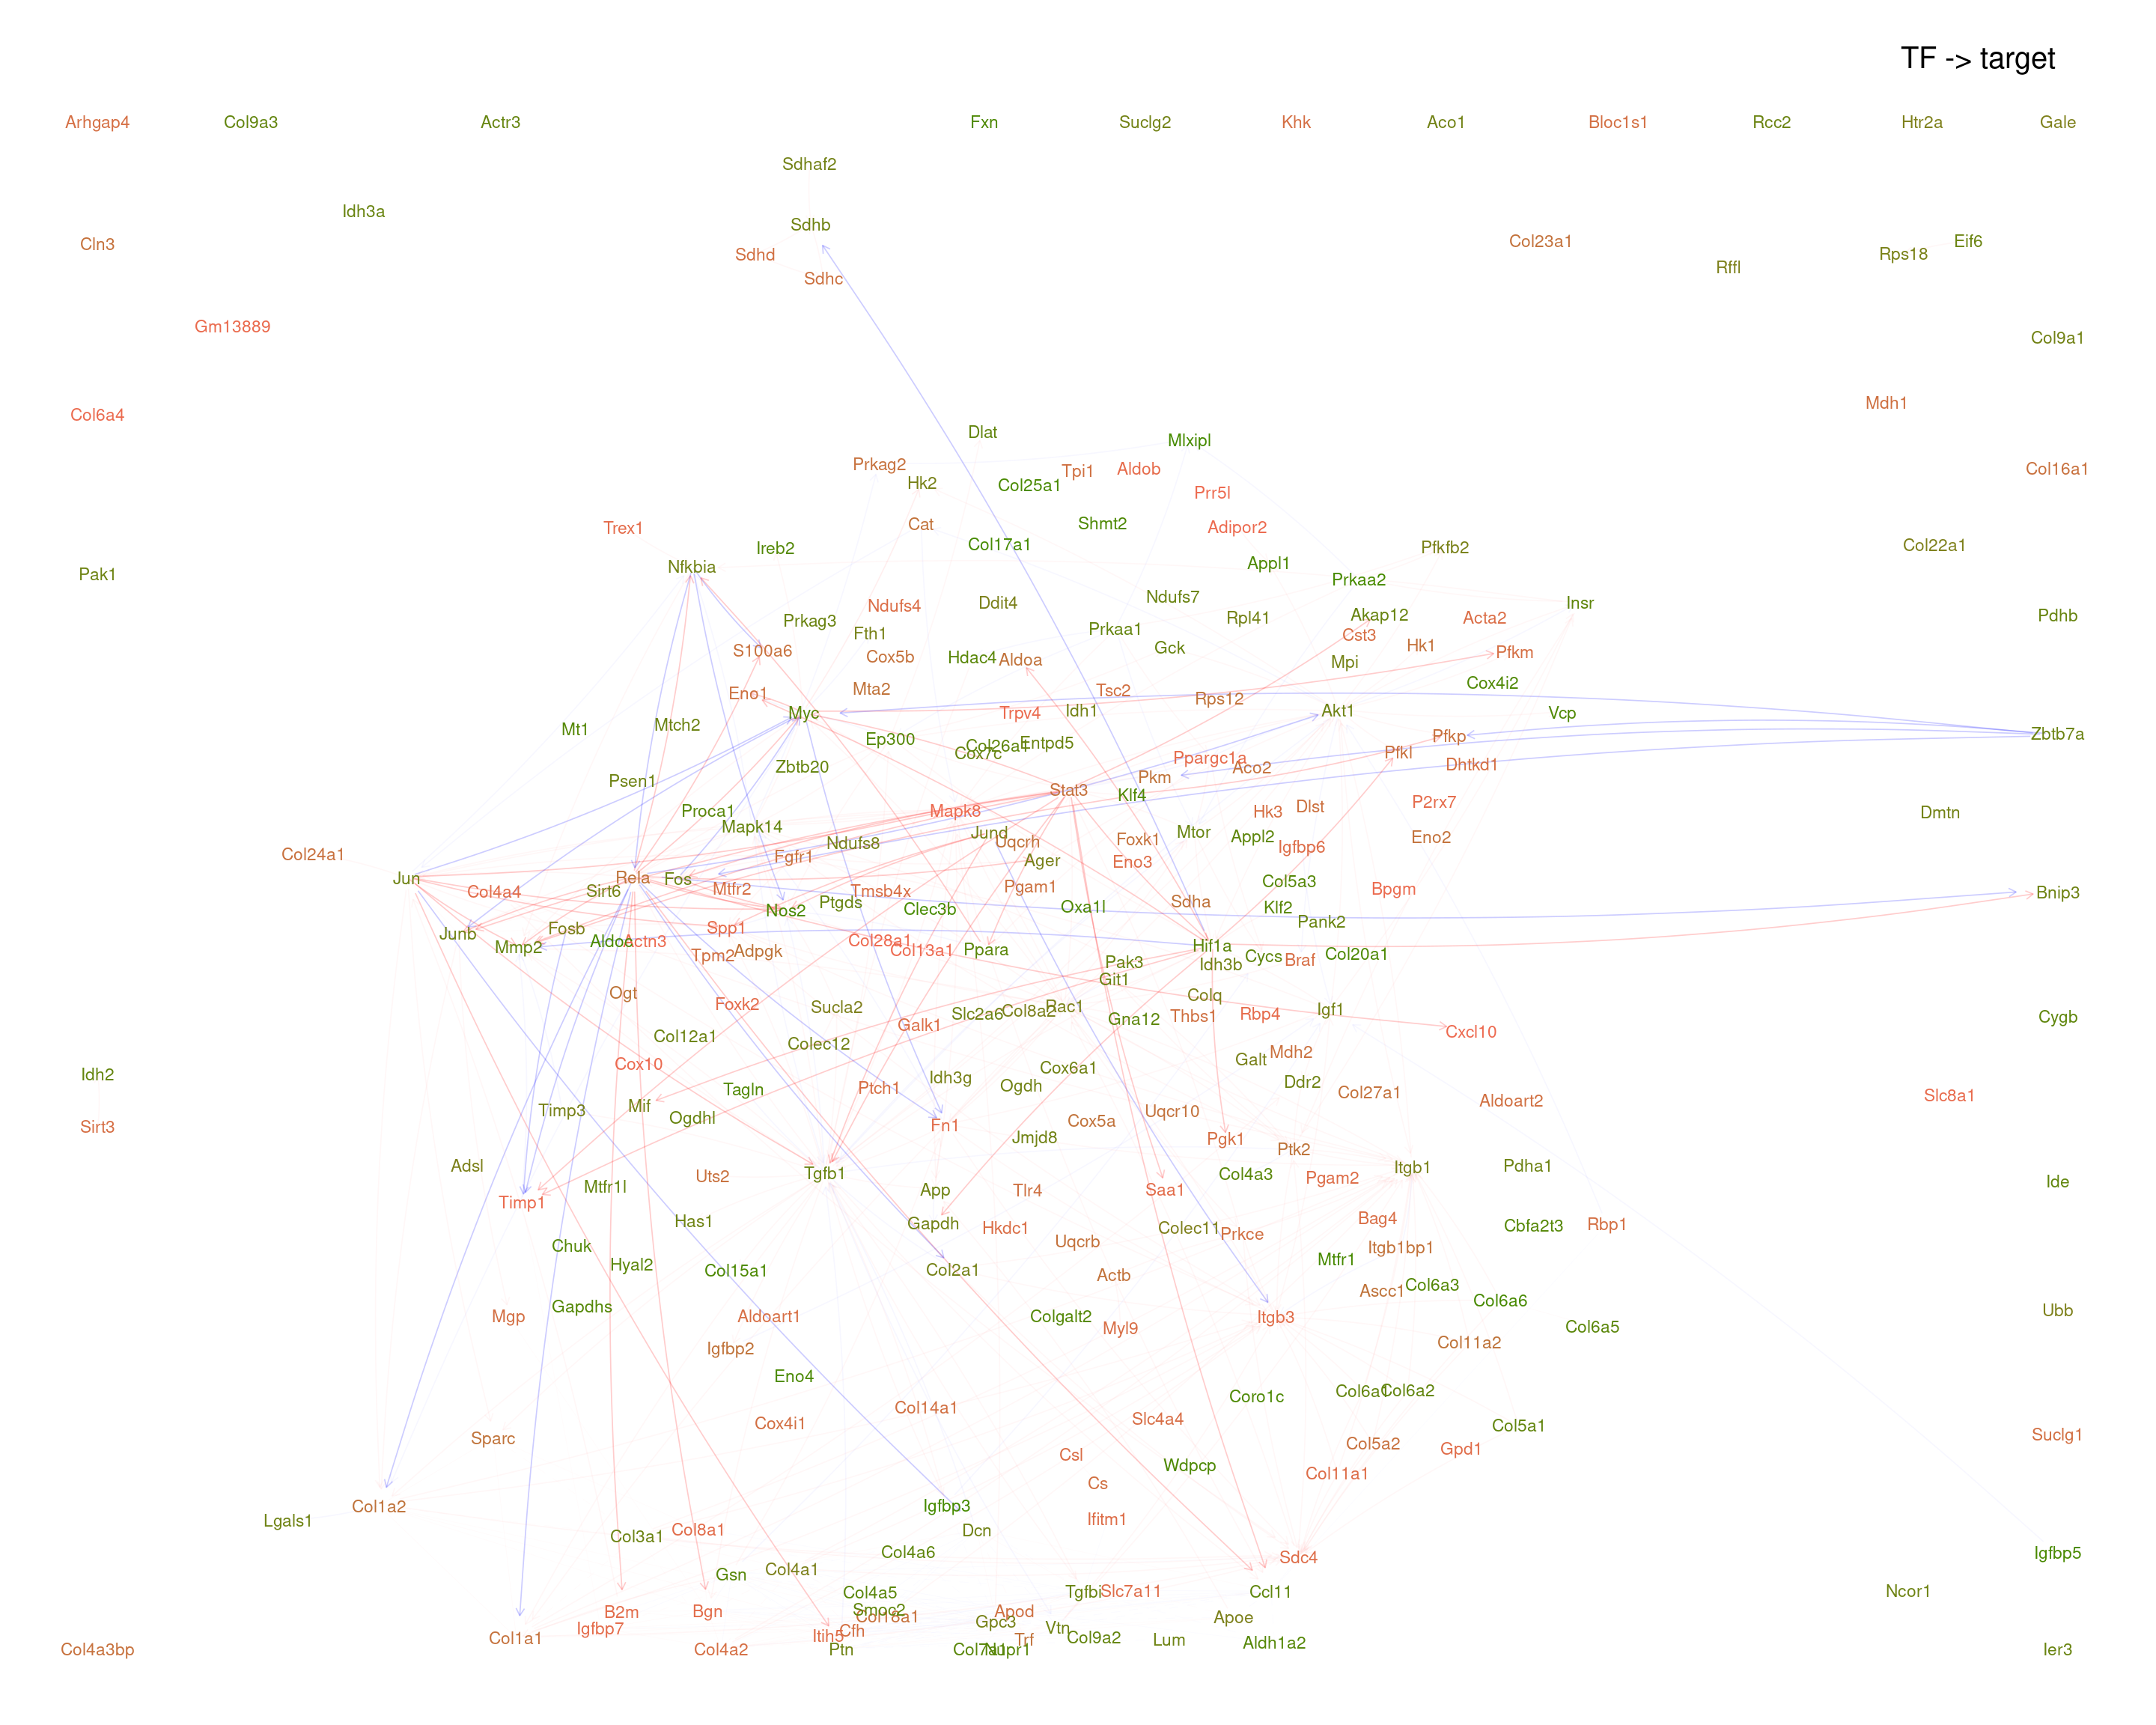 TF -> target
Arhgap4 Col9a3 Actr3 Fxn Suclg2 Khk Aco1 Bloc1s1 Rcc2 Htr2a Gale
Sdhaf2
Idh3a
Sdhb
Cln3 Sdhd Col23a1 Rps18 Eif6
Sdhc Rffl
Gm13889
Col9a1
Mdh1
Col6a4
Dlat Mlxipl
Prkag2 Tpi1 Aldob Col16a1
Hk2 Col25a1 Prr5l
Trex1 Cat Shmt2 Adipor2
Ireb2 Col17a1 Pfkfb2 Col22a1
Nfkbia Appl1
Pak1 Prkaa2
Ndufs4 Ddit4 Ndufs7 Insr
Prkag3 Rpl41 Akap12 Acta2 Pdhb
Fth1 Prkaa1 Cst3
S100a6 Cox5b Hdac4 Aldoa Gck Mpi Hk1 Pfkm
Eno1 Mta2 Tsc2 Rps12 Cox4i2
Mt1 Mtch2 Myc Trpv4 Idh1 Akt1 Vcp
Ep300 Col26a1 Entpd5 Pfkp Zbtb7a
Cox7c Ppargc1a Pfkl
Psen1 Zbtb20 Pkm Aco2 Dhtkd1
Stat3 Klf4
Proca1 Mapk8 Hk3 Dlst P2rx7 Dmtn
Mapk14 Jund Mtor Appl2 Eno2
Col24a1 Fgfr1 Ndufs8 Uqcrh Foxk1 Igfbp6
Ager Eno3
Jun Rela Fos Col5a3
Col4a4 Sirt6 Mtfr2 Tmsb4x Pgam1 Bpgm Bnip3
Nos2 Ptgds Clec3b Oxa1l Sdha Klf2
Junb Fosb Spp1 Pank2
Mmp2 Aldoc Actn3 Tpm2 Adpgk Col28a1 Col13a1 Ppara Hif1a Col20a1
Pak3 Idh3b Cycs Braf
Git1
Ogt Foxk2 Sucla2 Colq
Slc2a6 Col8a2 Rac1 Gna12 Thbs1 Rbp4 Igf1 Cygb
Col12a1 Colec12 Galk1 Cxcl10
Cox10 Galt Mdh2
Idh2 Idh3g Cox6a1
Tagln Ptch1 Ogdh Ddr2 Col27a1 Slc8a1
Timp3 Mif Ogdhl Uqcr10 Aldoart2
Sirt3 Fn1 Cox5a
Jmjd8 Pgk1 Ptk2
Adsl Uts2 Tgfb1 Col4a3 Pgam2 Itgb1 Pdha1
Timp1 Mtfr1l App Tlr4 Saa1 Ide
Has1 Gapdh Hkdc1 Colec11 Prkce Bag4 Cbfa2t3 Rbp1
Chuk Uqcrb Itgb1bp1
Hyal2 Col15a1 Col2a1 Actb Mtfr1
Gapdhs Ascc1 Col6a3 Col6a6 Ubb
Mgp Aldoart1 Colgalt2 Myl9 Itgb3 Col6a5
Igfbp2 Col11a2
Eno4 Coro1c Col6a1 Col6a2
Cox4i1 Col14a1 Slc4a4 Col5a1
Sparc Csl Col5a2 Gpd1 Suclg1
Wdpcp Col11a1
Col1a2 Igfbp3 Cs
Lgals1 Col3a1 Col8a1 Dcn Ifitm1
Col4a6 Sdc4 Igfbp5
Gsn Col4a1
Col4a5 Tgfbi Slc7a11 Ccl11 Ncor1
B2m Bgn Smoc2 Col18a1 Apod Apoe
Col1a1 Igfbp7 Itih5 Cfh Gpc3 Vtn
Col4a3bp Col4a2 Ptn Col7a1 Nupr1 Trf Col9a2 Lum Aldh1a2 Ier3